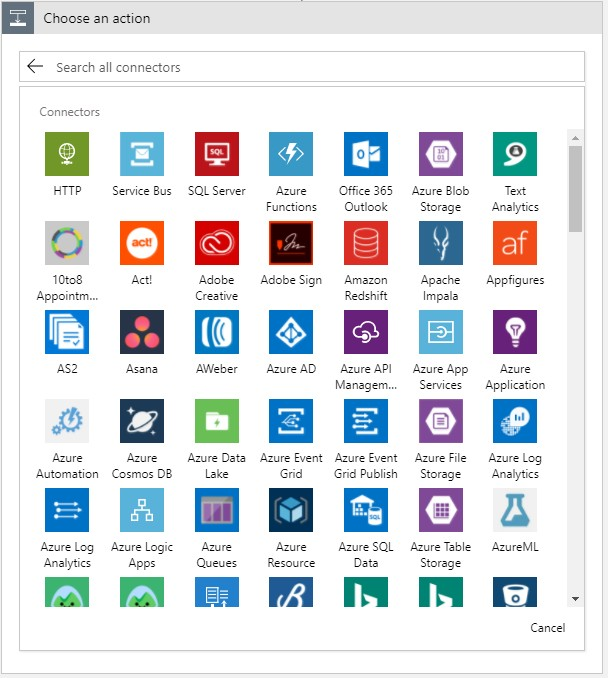 Choose an action
Search all connectors
Connectors
SQL
HTTP Service Bus SQL Server Azure Functions Office 365 Outlook Azure Blob Storage Text Analytics
act! af
10to8 Appointm... Act! Adobe Creative Adobe Sign Amazon Redshift Apache Impala Appfigures
AS2 Asana AWeber Azure AD Azure API Managem... Azure App Services Azure Application
Azure Automation Azure Cosmos DB Azure Data Lake Azure Event Grid Azure Event Grid Publish Azure File Storage Azure Log Analytics
SQL
Azure Log Analytics Azure Logic Apps Azure Queues Azure Resource Azure SQL Data Azure Table Storage AzureML
Cancel